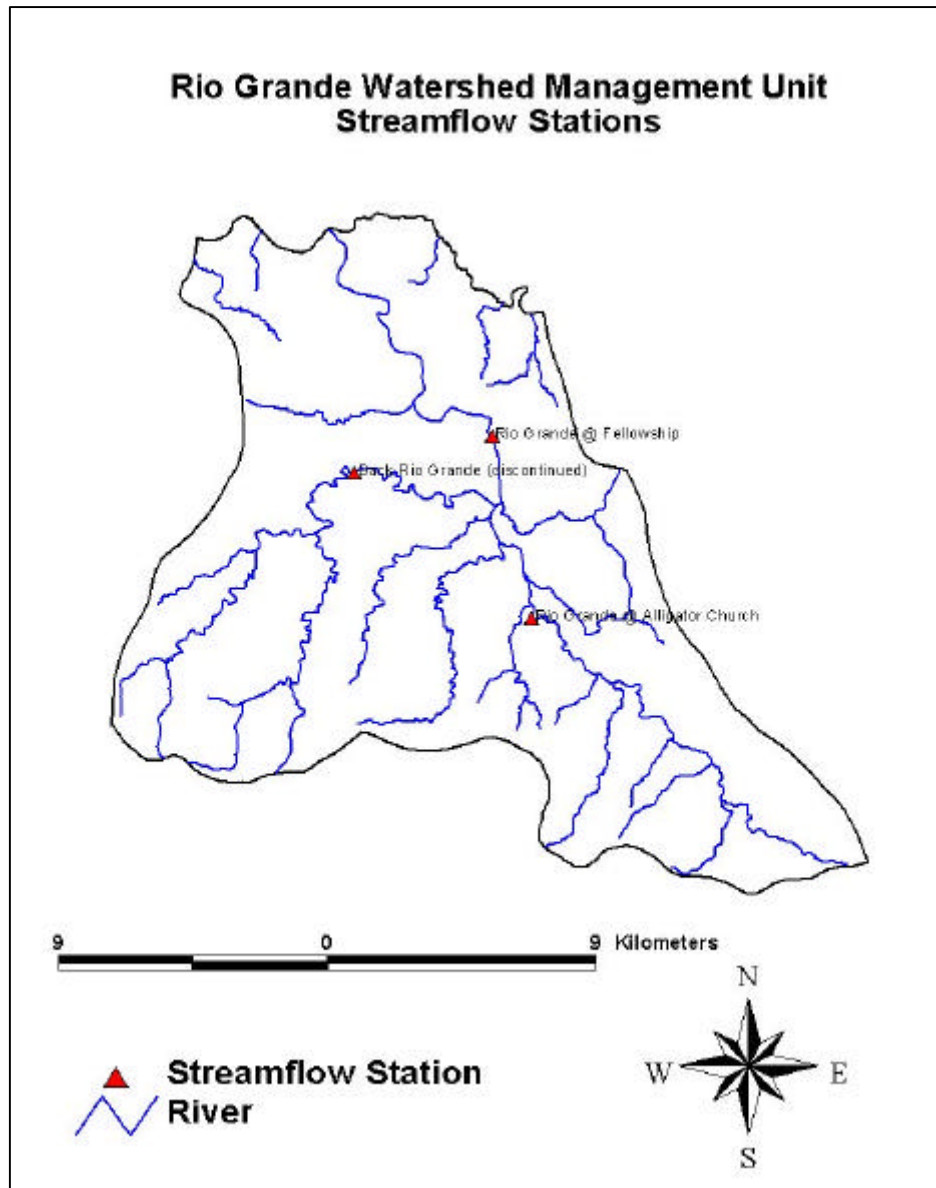 Rio Grande Watershed Management Unit
Streamflow Stations
Rio Grande @ Fellowship
Back Rio Grande (discontinued)
Rio Grande @ Alligator Church
9 0 9 Kilometers
N
W E
S
Streamflow Station
River